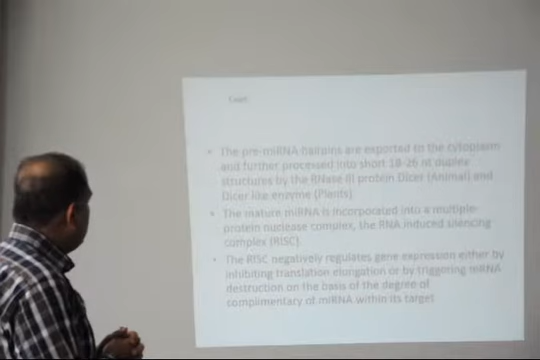 Cont:
• The pre-miRNA hairpins are exported to the cytoplasm
and further processed into short 18-26 nt duplex
structures by the RNase III protein Dicer (Animal) and
Dicer like enzyme (Plants).
• The mature miRNA is incorporated into a multiple-
protein nuclease complex, the RNA induced silencing
complex (RISC).
• The RISC negatively regulates gene expression either by
inhibiting translation elongation or by triggering mRNA
destruction on the basis of the degree of
complimentary of miRNA within its target